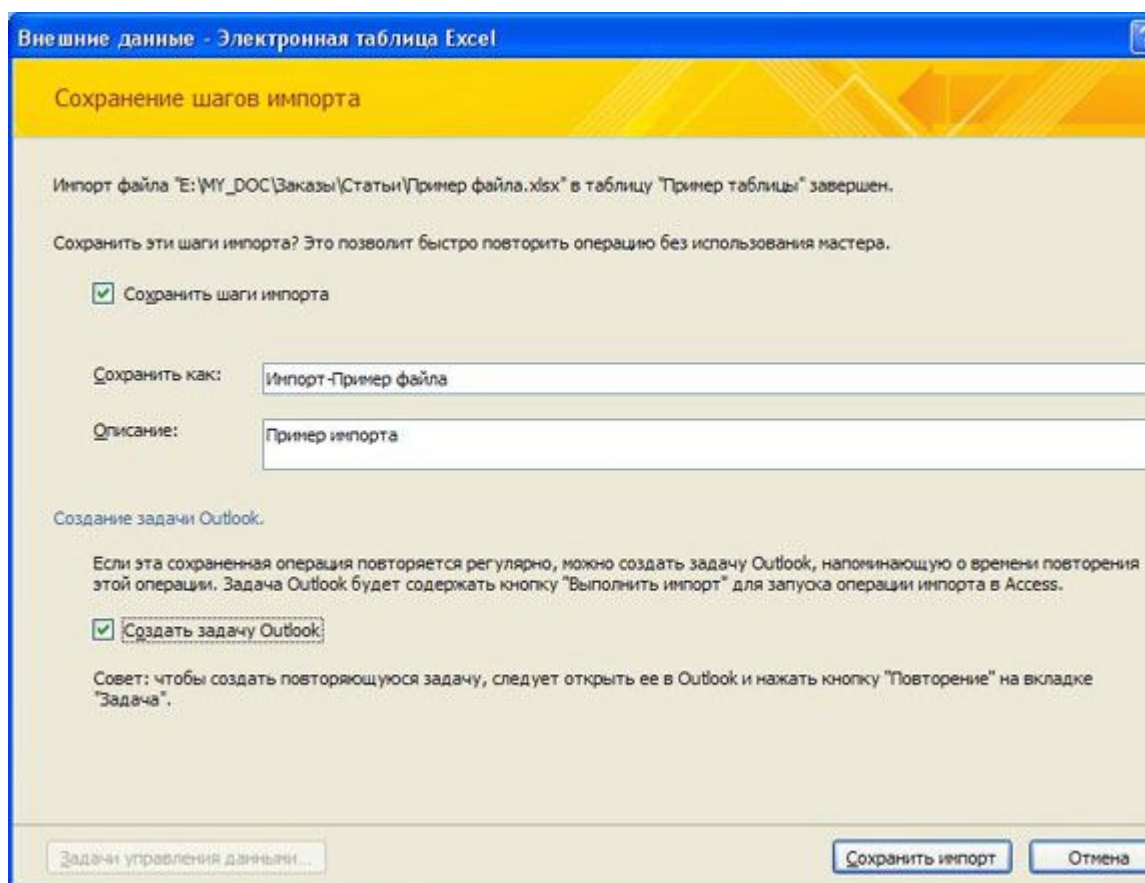 Внешние данные - Электронная таблица Excel
Сохранение шагов импорта
Импорт файла "E:\MY_DOC\Заказы\Статьи\Пример файла.xlsx" в таблицу "Пример таблицы" завершен.
Сохранить эти шаги импорта? Это позволит быстро повторить операцию без использования мастера.
Сохранить шаги импорта
Сохранить как:
Импорт-Пример файла
Описание:
Пример импорта
Создание задачи Outlook.
Если эта сохраненная операция повторяется регулярно, можно создать задачу Outlook, напоминающую о времени повторения
этой операции. Задача Outlook будет содержать кнопку "Выполнить импорт" для запуска операции импорта в Access.
Создать задачу Outlook
Совет: чтобы создать повторяющуюся задачу, следует открыть ее в Outlook и нажать кнопку "Повторение" на вкладке
"Задача".
Задачи управления данными...
Сохранить импорт
Отмена